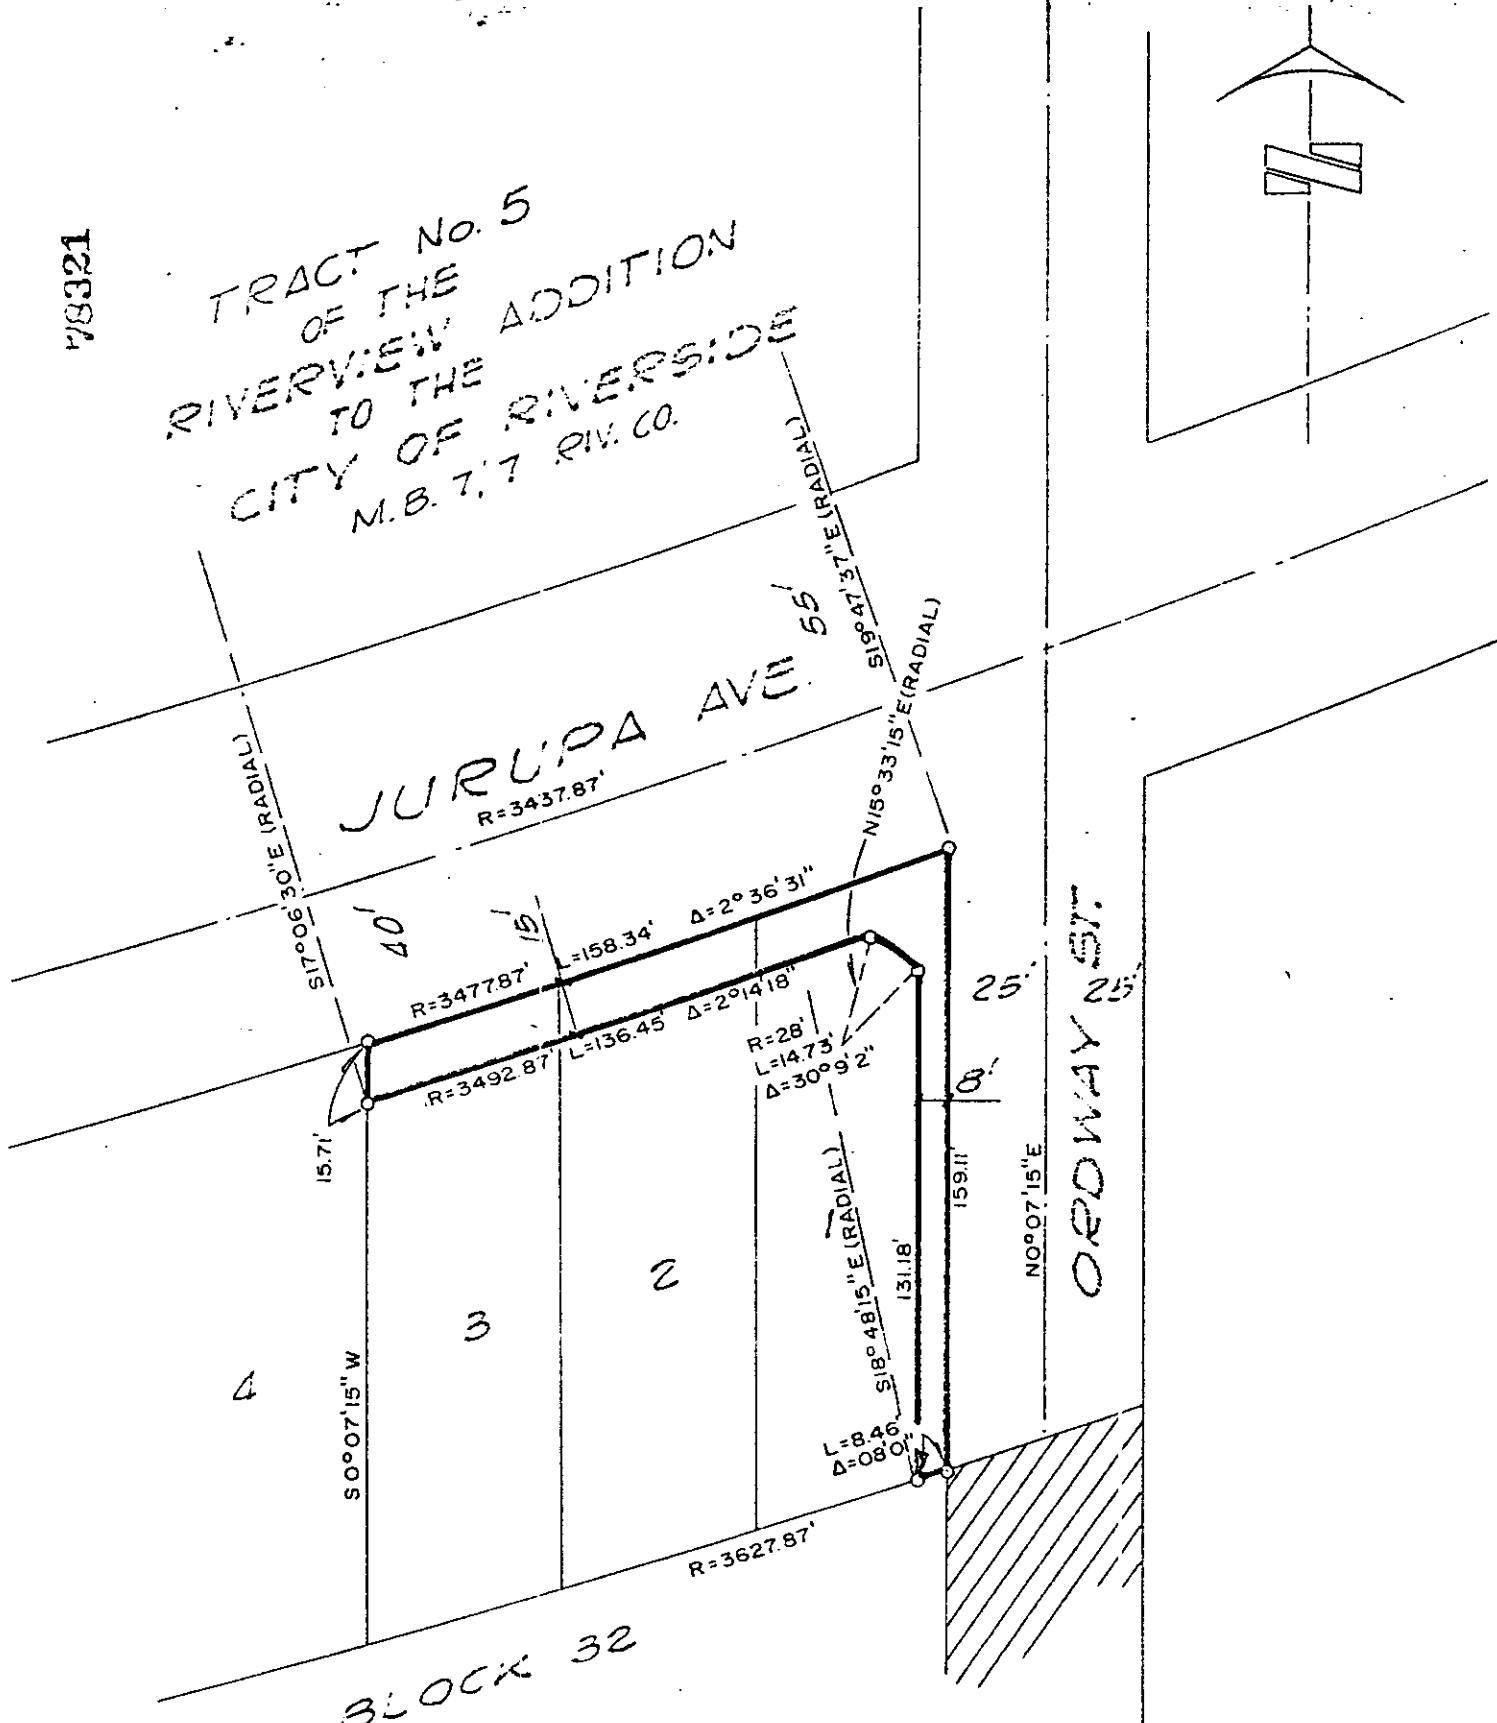 78321
TRACT No. 5
OF THE
RIVERVIEW ADDITION
TO THE
CITY OF RIVERSIDE
M.B. 7/7 RIV. CO.
N
S19°47'37"E (RADIAL)
55'
N15°33'15"E (RADIAL)
JURUPA AVE.
R=3437.87'
S17°06'30"E (RADIAL)
40'
15'
R=3477.87'
L=158.34'
Δ=2°36'31"
R=3492.87'
L=136.45'
Δ=2°14'18"
R=28'
L=14.73'
Δ=30°9'2"
25'
25'
8'
15.71'
159.11'
131.18'
N0°07'15"E
ORDWAY ST.
S18°48'15"E (RADIAL)
2
3
4
S0°07'15"W
L=8.46'
Δ=08'01"
R=3627.87'
BLOCK 32